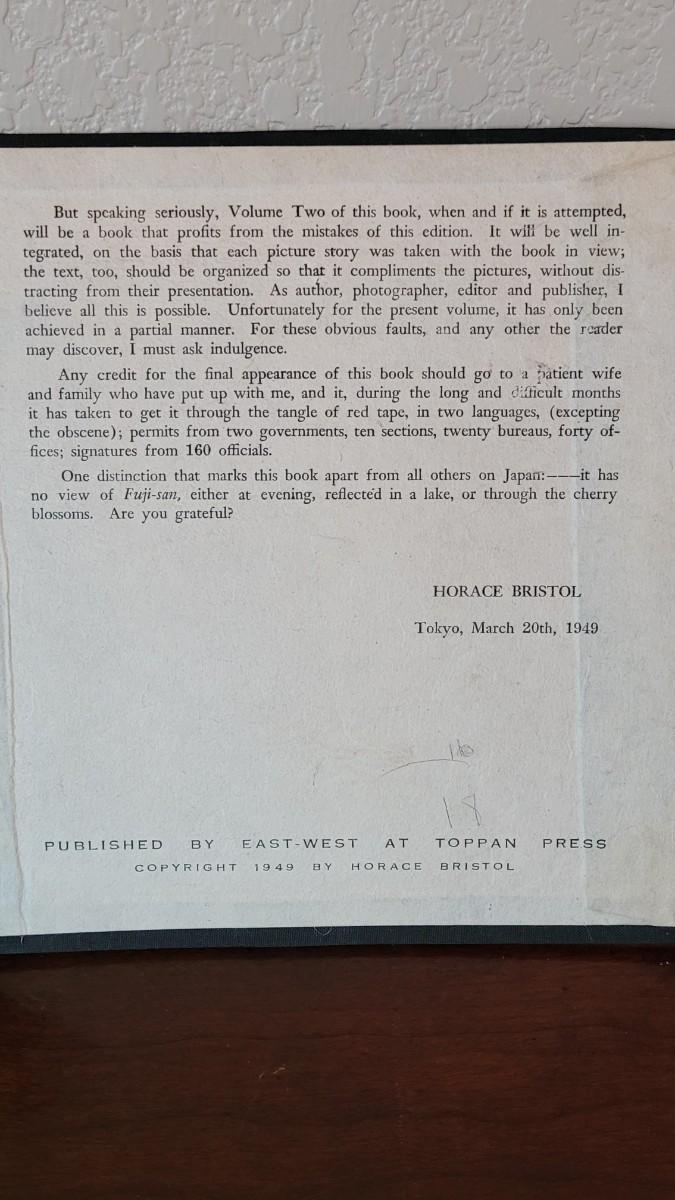 But speaking seriously, Volume Two of this book, when and if it is attempted,
will be a book that profits from the mistakes of this edition. It will be well in-
tegrated, on the basis that each picture story was taken with the book in view;
the text, too, should be organized so that it compliments the pictures, without dis-
tracting from their presentation. As author, photographer, editor and publisher, I
believe all this is possible. Unfortunately for the present volume, it has only been
achieved in a partial manner. For these obvious faults, and any other the reader
may discover, I must ask indulgence.
Any credit for the final appearance of this book should go to a patient wife
and family who have put up with me, and it, during the long and difficult months
it has taken to get it through the tangle of red tape, in two languages, (excepting
the obscene); permits from two governments, ten sections, twenty bureaus, forty of-
fices; signatures from 160 officials.
One distinction that marks this book apart from all others on Japan:——it has
no view of Fuji-san, either at evening, reflected in a lake, or through the cherry
blossoms. Are you grateful?
HORACE BRISTOL
Tokyo, March 20th, 1949
18
PUBLISHED BY EAST-WEST AT TOPPAN PRESS
COPYRIGHT 1949 BY HORACE BRISTOL